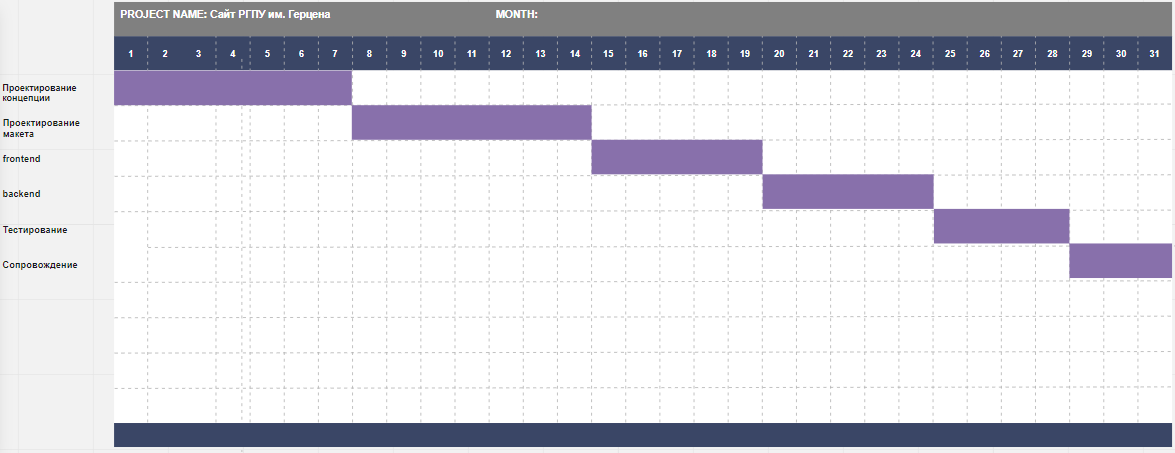 PROJECT NAME: Сайт РГПУ им. Герцена MONTH:
1 2 3 4 5 6 7 8 9 10 11 12 13 14 15 16 17 18 19 20 21 22 23 24 25 26 27 28 29 30 31
Проектирование
концепции
Проектирование
макета
frontend
backend
Тестирование
Сопровождение